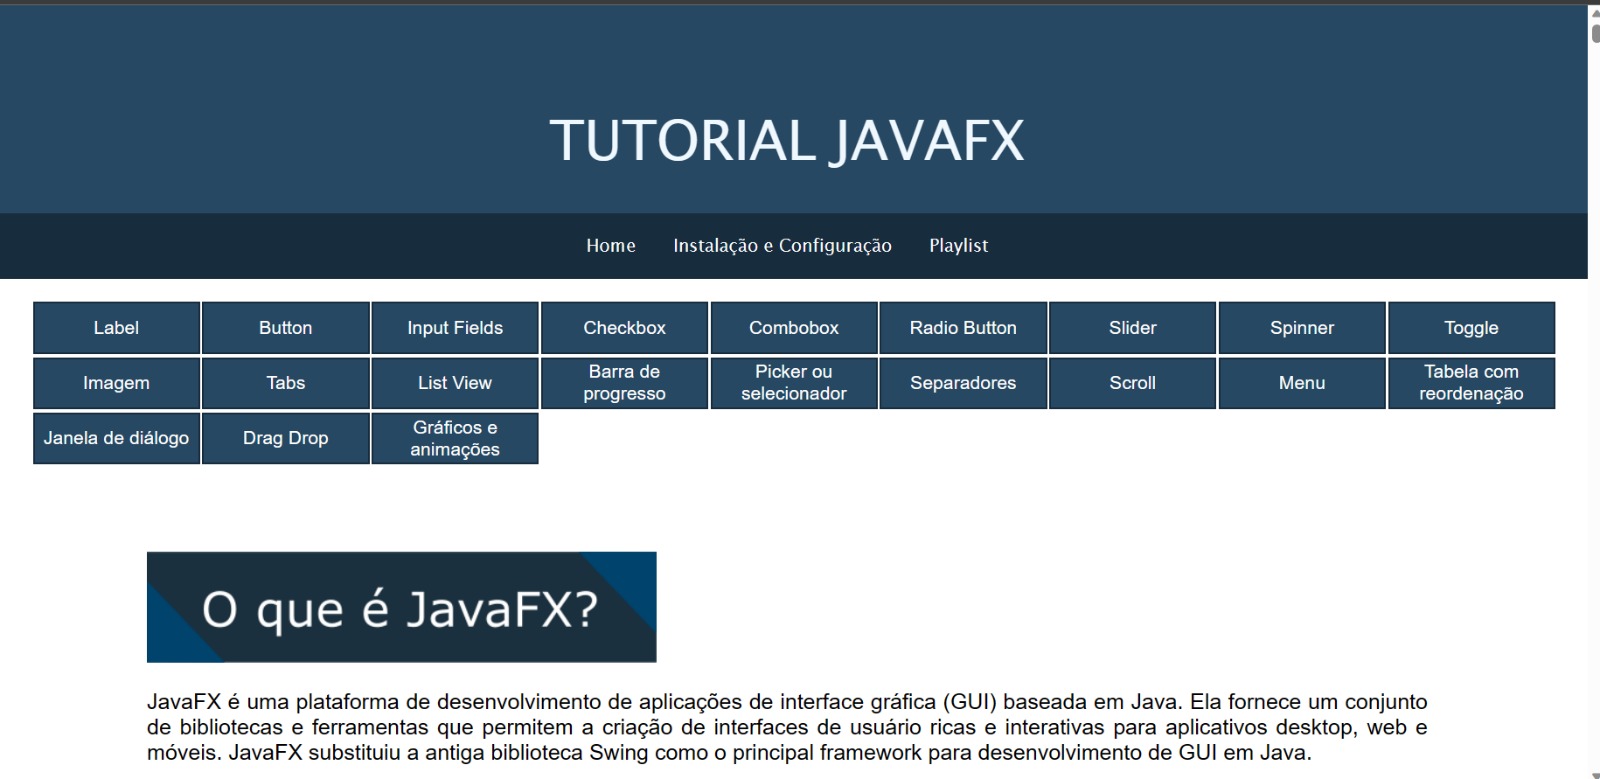 TUTORIAL JAVAFX
Home Instalação e Configuração Playlist
Label Button Input Fields Checkbox Combobox Radio Button Slider Spinner Toggle
Imagem Tabs List View Barra de progresso Picker ou selecionador Separadores Scroll Menu Tabela com reordenação
Janela de diálogo Drag Drop Gráficos e animações
O que é JavaFX?
JavaFX é uma plataforma de desenvolvimento de aplicações de interface gráfica (GUI) baseada em Java. Ela fornece um conjunto
de bibliotecas e ferramentas que permitem a criação de interfaces de usuário ricas e interativas para aplicativos desktop, web e
móveis. JavaFX substituiu a antiga biblioteca Swing como o principal framework para desenvolvimento de GUI em Java.